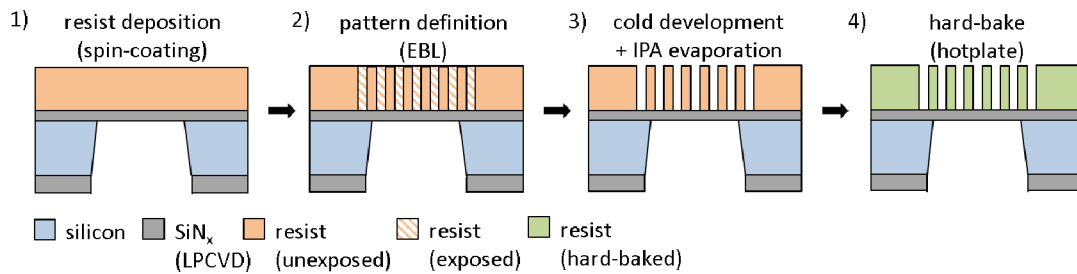 1) resist deposition
(spin-coating)
2) pattern definition
(EBL)
3) cold development
+ IPA evaporation
4) hard-bake
(hotplate)
silicon
SiNₓ
(LPCVD)
resist
(unexposed)
resist
(exposed)
resist
(hard-baked)